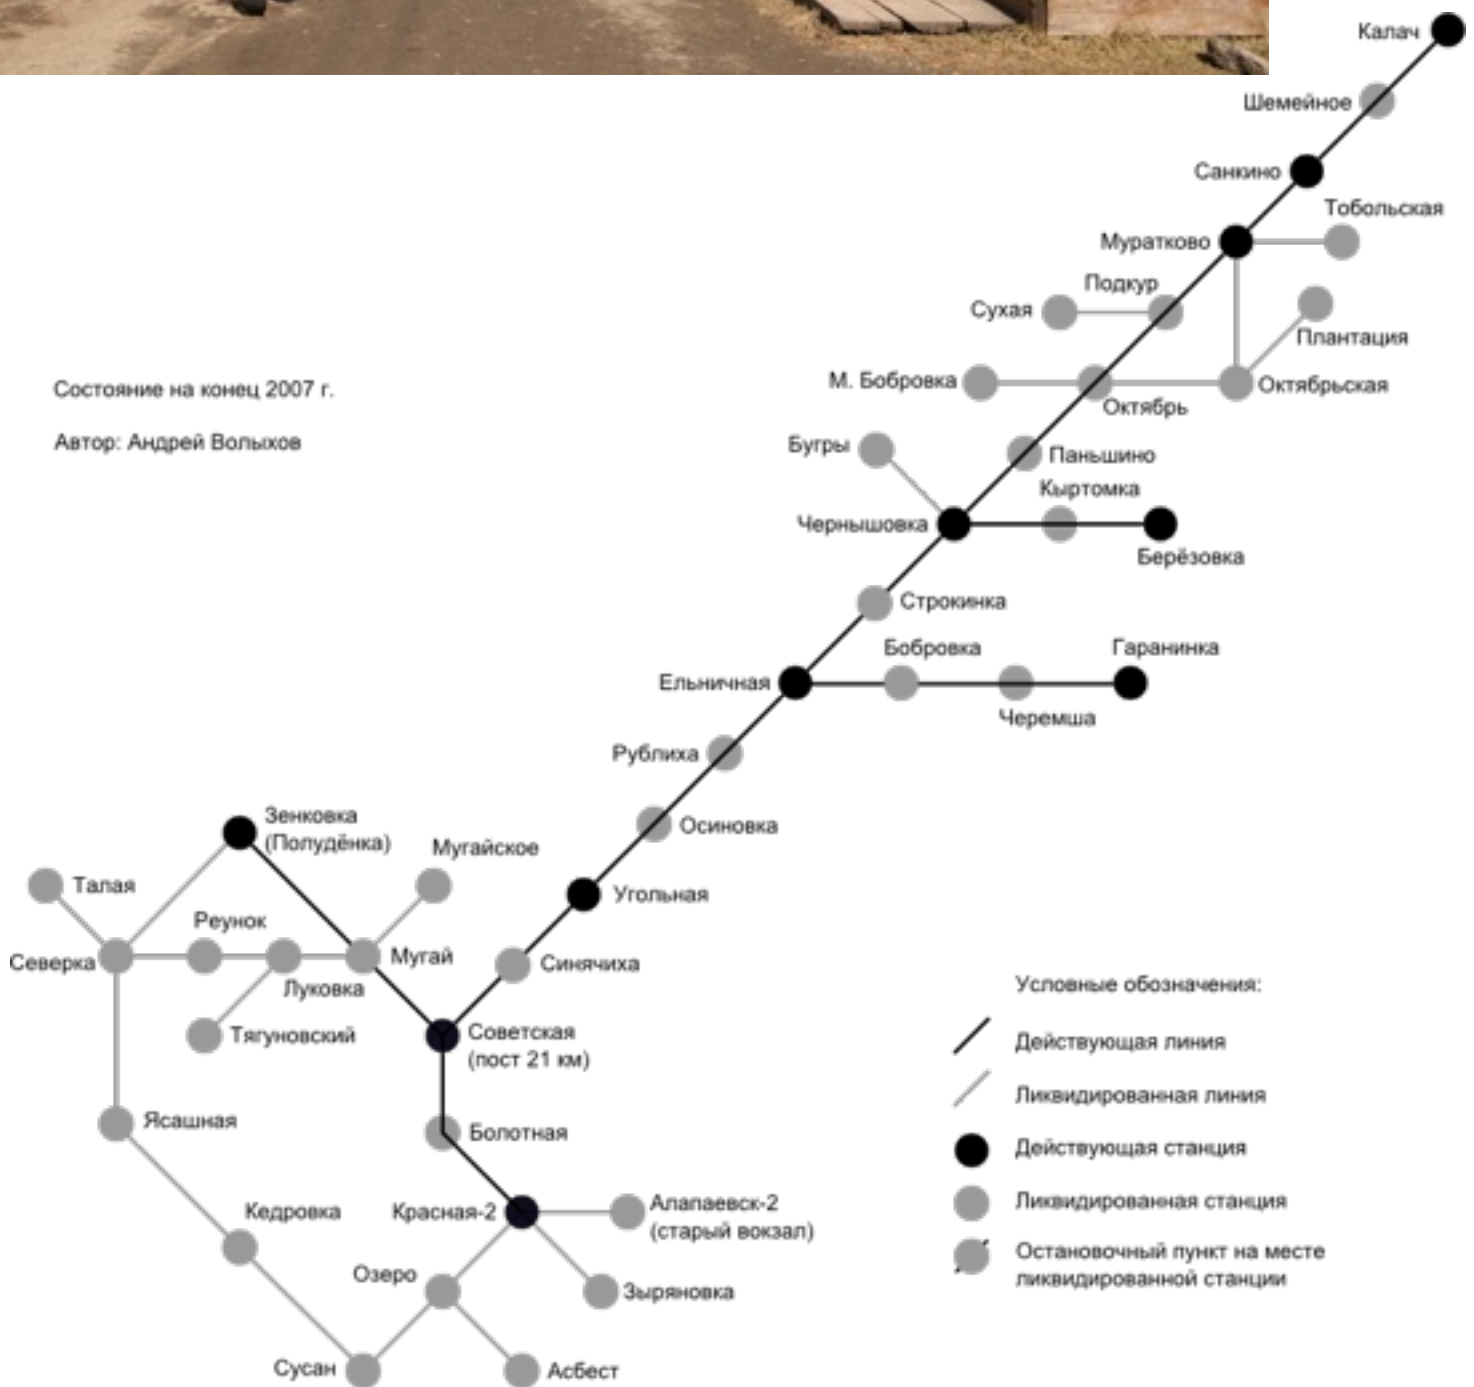 Калач
Шемейное
Санкино
Тобольская
Муратково
Подкур
Сухая
Плантация
М. Бобровка
Октябрьская
Октябрь
Состояние на конец 2007 г.
Автор: Андрей Волыхов
Бугры
Паньшино
Кыртомка
Чернышовка
Берёзовка
Строкинка
Бобровка
Гаранинка
Ельничная
Черемша
Рублиха
Осиновка
Зенковка
(Полудёнка)
Мугайское
Талая
Угольная
Реунок
Северка
Мугай
Синячиха
Луковка
Тягуновский
Советская
(пост 21 км)
Ясашная
Болотная
Кедровка
Красная-2
Алапаевск-2
(старый вокзал)
Озеро
Зыряновка
Сусан
Асбест
Условные обозначения:
Действующая линия
Ликвидированная линия
Действующая станция
Ликвидированная станция
Остановочный пункт на месте
ликвидированной станции